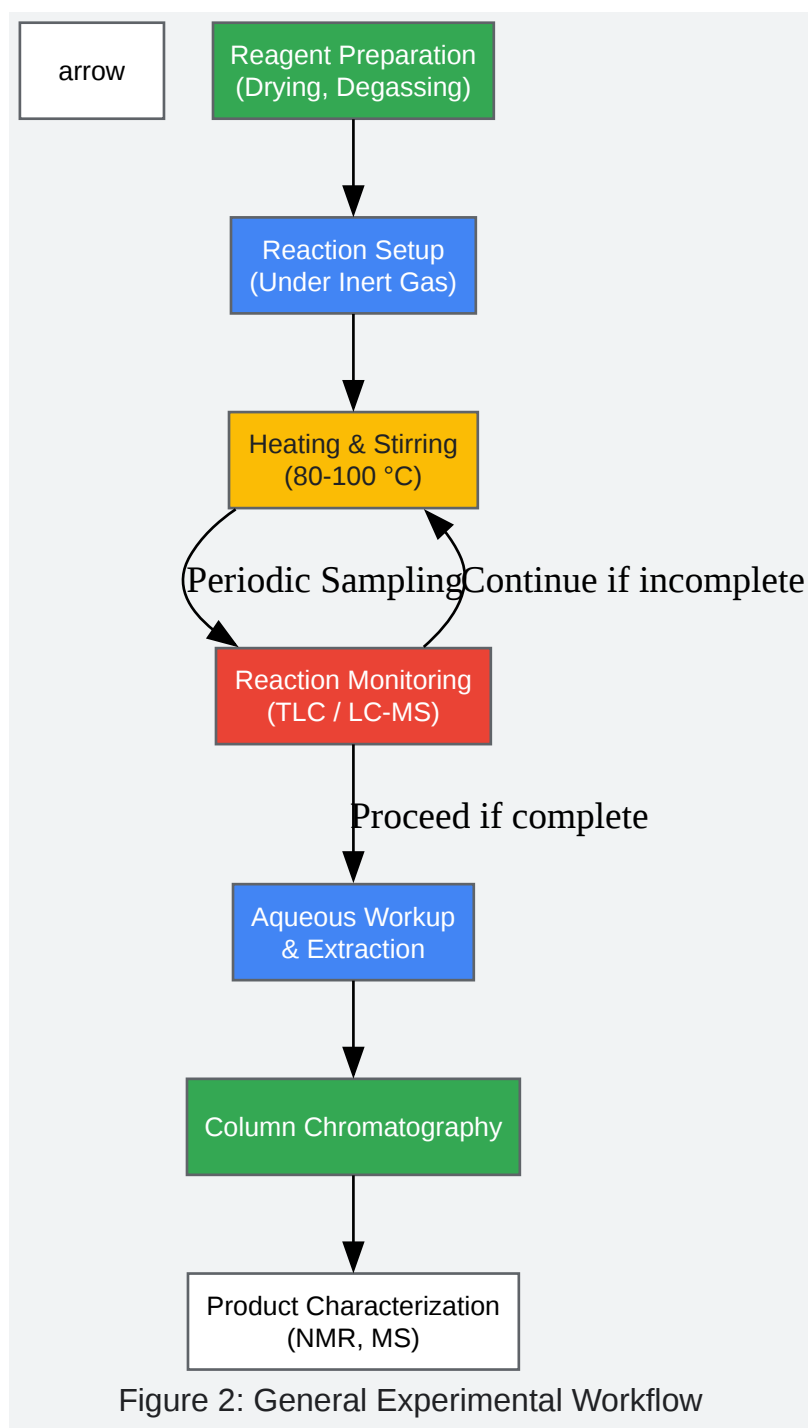 arrow
Reagent Preparation
(Drying, Degassing)
Reaction Setup
(Under Inert Gas)
Heating & Stirring
(80-100 °C)
Periodic Sampling
Continue if incomplete
Reaction Monitoring
(TLC / LC-MS)
Proceed if complete
Aqueous Workup
& Extraction
Column Chromatography
Product Characterization
(NMR, MS)
Figure 2: General Experimental Workflow